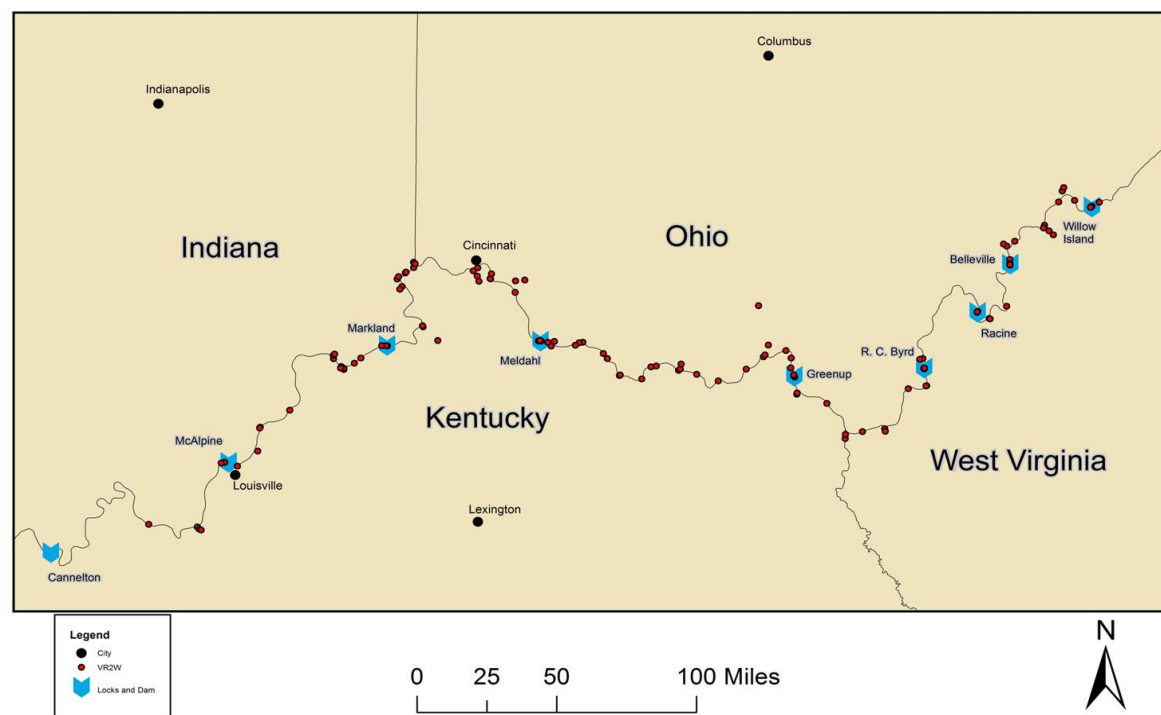 Columbus
Indianapolis
Indiana
Ohio
Cincinnati
Willow
Island
Belleville
Markland
Racine
R. C. Byrd
Meldahl
Greenup
Kentucky
McAlpine
West Virginia
Louisville
Lexington
Cannelton
Legend
City
VR2W
Locks and Dam
0 25 50 100 Miles
N